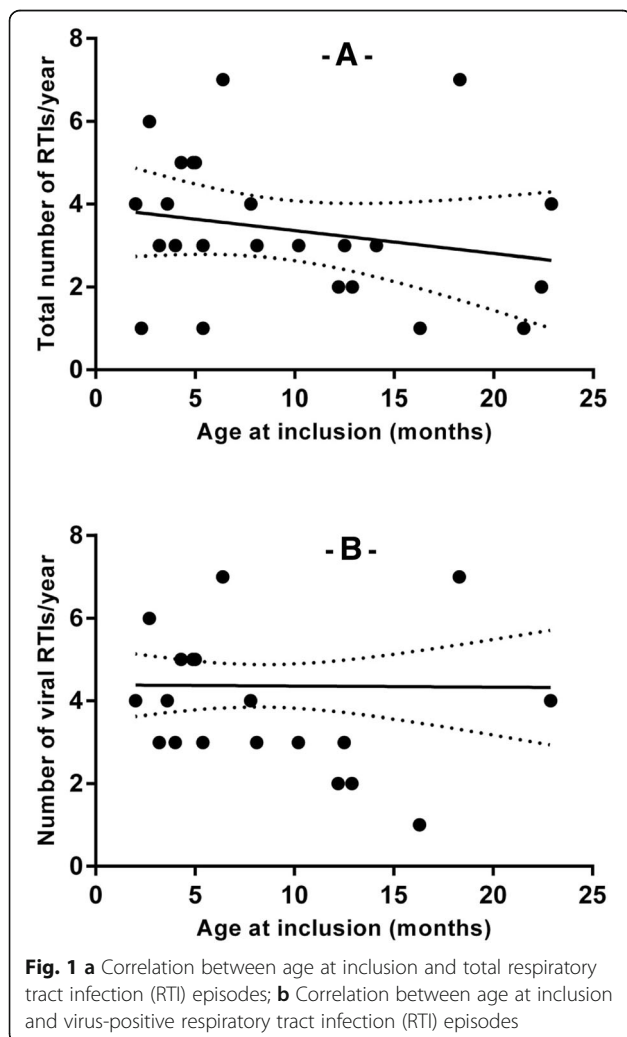 - A -
Total number of RTIs/year
8
6
4
2
0
0 5 10 15 20 25
Age at inclusion (months)
- B -
Number of viral RTIs/year
8
6
4
2
0
0 5 10 15 20 25
Age at inclusion (months)
Fig. 1 a Correlation between age at inclusion and total respiratory
tract infection (RTI) episodes; b Correlation between age at inclusion
and virus-positive respiratory tract infection (RTI) episodes